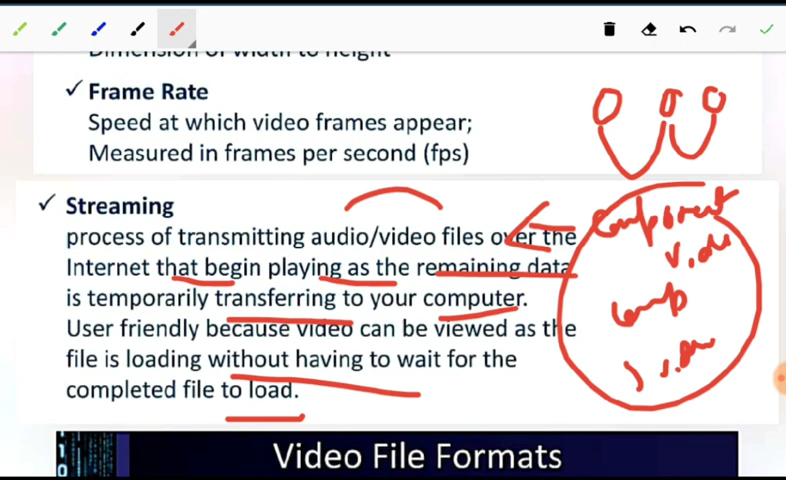 Dimension of width to height
✓ Frame Rate
Speed at which video frames appear;
Measured in frames per second (fps)
✓ Streaming
process of transmitting audio/video files over the
Internet that begin playing as the remaining data
is temporarily transferring to your computer.
User friendly because video can be viewed as the
file is loading without having to wait for the
completed file to load.
Component
Video
Comp
Video File Formats